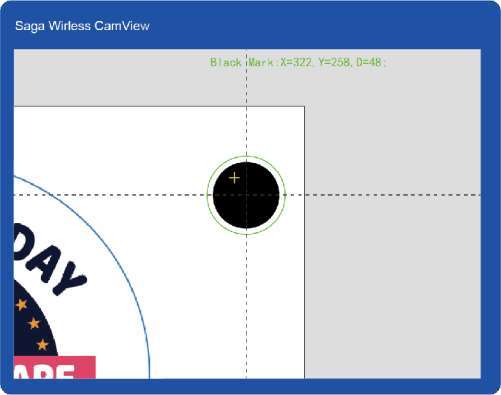 Saga Wirless CamView
Black Mark:X=322,Y=258,D=48;
DAY